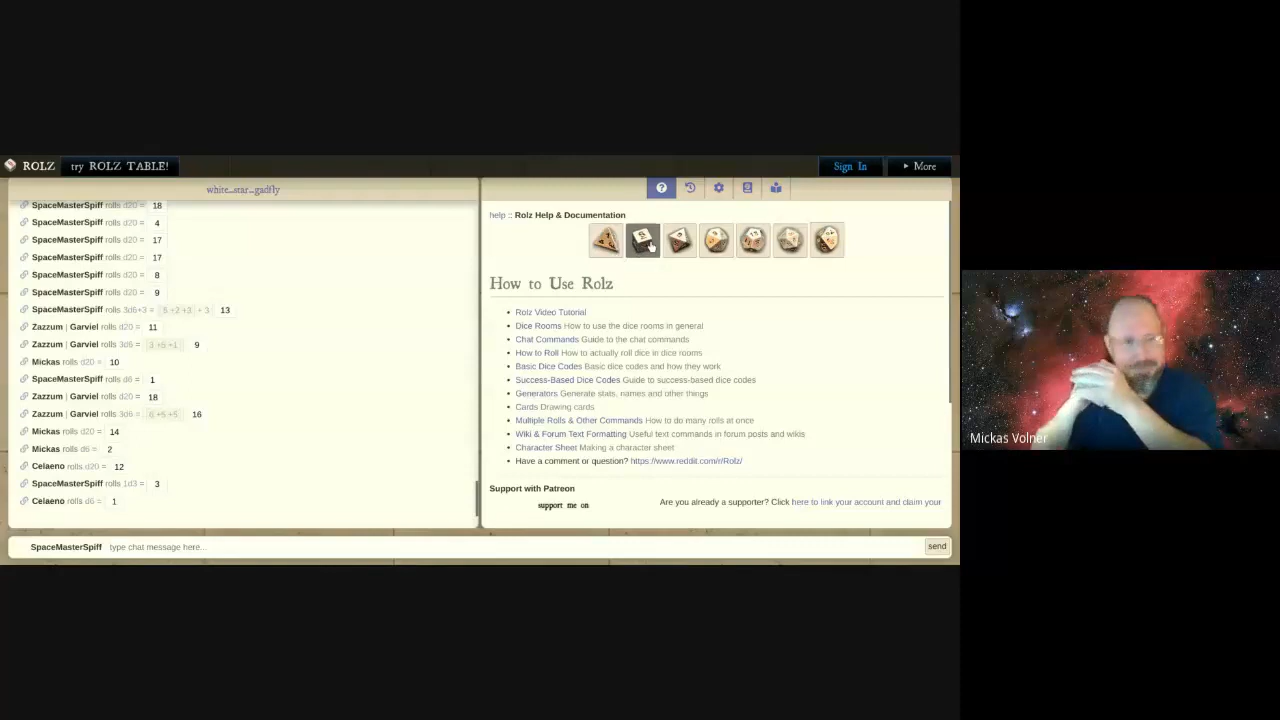 ROLZ
try ROLZ TABLE!
Sign In
More
white_star_gadfly
SpaceMasterSpiff rolls d20 = 18
SpaceMasterSpiff rolls d20 = 4
SpaceMasterSpiff rolls d20 = 17
SpaceMasterSpiff rolls d20 = 17
SpaceMasterSpiff rolls d20 = 8
SpaceMasterSpiff rolls d20 = 9
SpaceMasterSpiff rolls 3d6+3 = 5 +2 +3 + 3 13
Zazzum | Garviel rolls d20 = 11
Zazzum | Garviel rolls 3d6 = 3 +5 +1 9
Mickas rolls d20 = 10
SpaceMasterSpiff rolls d6 = 1
Zazzum | Garviel rolls d20 = 18
Zazzum | Garviel rolls 3d6 = 6 +5 +5 16
Mickas rolls d20 = 14
Mickas rolls d6 = 2
Celaeno rolls d20 = 12
SpaceMasterSpiff rolls 1d3 = 3
Celaeno rolls d6 = 1
help :: Rolz Help & Documentation
How to Use Rolz
• Rolz Video Tutorial
• Dice Rooms How to use the dice rooms in general
• Chat Commands Guide to the chat commands
• How to Roll How to actually roll dice in dice rooms
• Basic Dice Codes Basic dice codes and how they work
• Success-Based Dice Codes Guide to success-based dice codes
• Generators Generate stats, names and other things
• Cards Drawing cards
• Multiple Rolls & Other Commands How to do many rolls at once
• Wiki & Forum Text Formatting Useful text commands in forum posts and wikis
• Character Sheet Making a character sheet
• Have a comment or question? https://www.reddit.com/r/Rolz/
Support with Patreon
support me on
Are you already a supporter? Click here to link your account and claim your
SpaceMasterSpiff type chat message here...
send
Mickas Volner